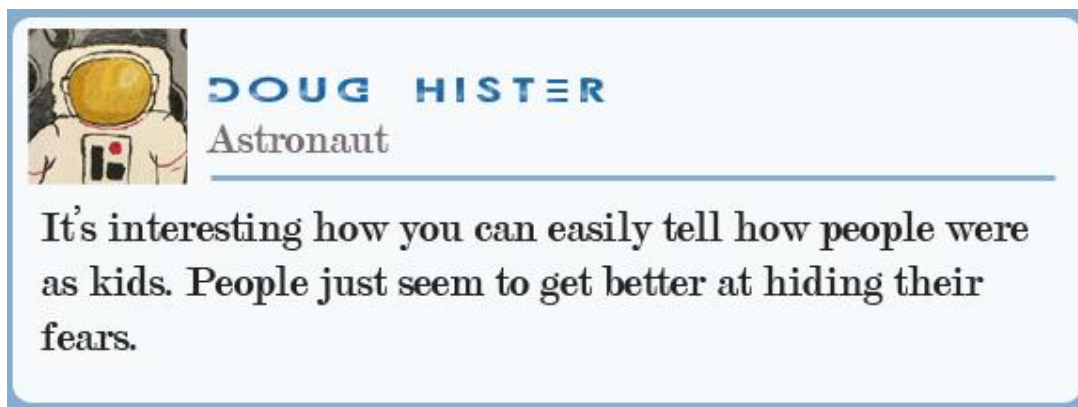 DOUG HISTER
Astronaut
It's interesting how you can easily tell how people were
as kids. People just seem to get better at hiding their
fears.